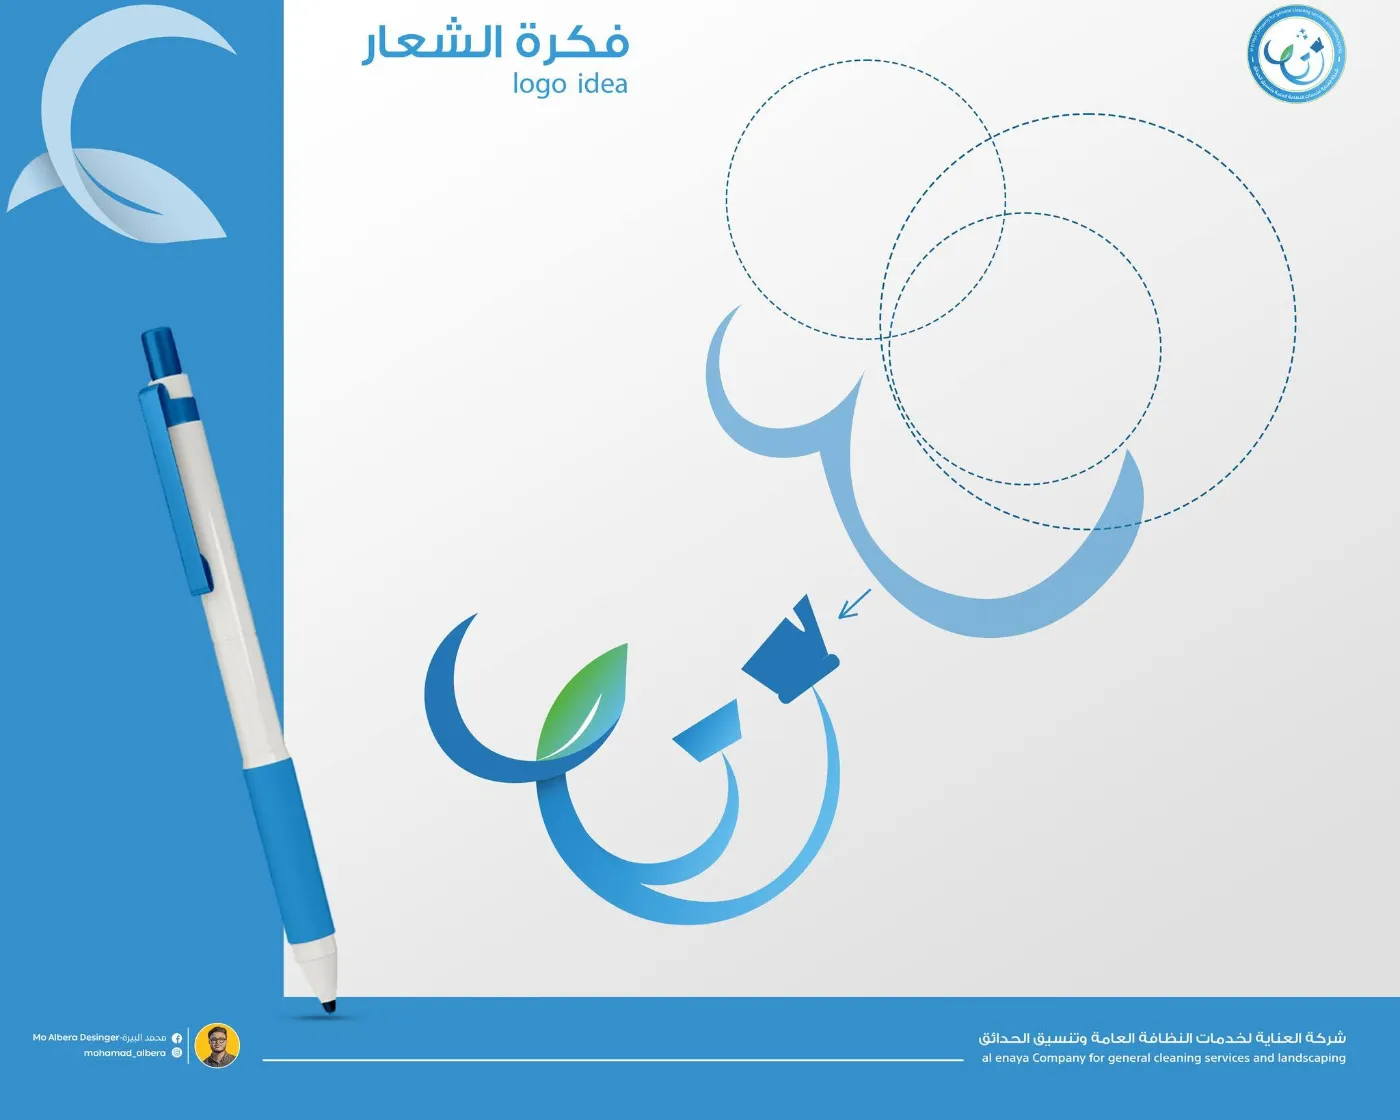 فكرة الشعار
logo idea
Mo Albera Desinger-محمد البيرة
mohamad_albera
شركة العناية لخدمات النظافة العامة وتنسيق الحدائق
al enaya Company for general cleaning services and landscaping